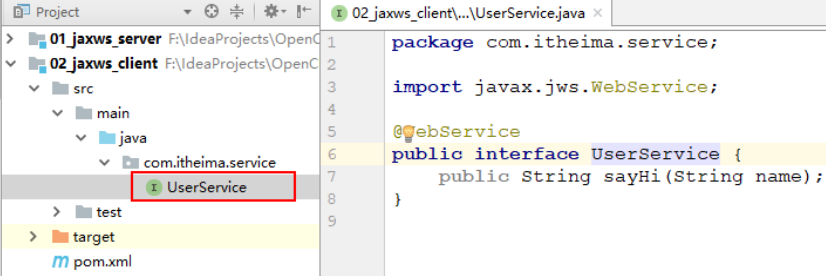 Project
01_jaxws_server F:\IdeaProjects\OpenC
02_jaxws_client F:\IdeaProjects\OpenCl
src
main
java
com.itheima.service
I UserService
test
target
m pom.xml
I 02_jaxws_client\...\UserService.java ×
1 package com.itheima.service;
2
3 import javax.jws.WebService;
4
5 @WebService
6 public interface UserService {
7 public String sayHi(String name);
8 }
9